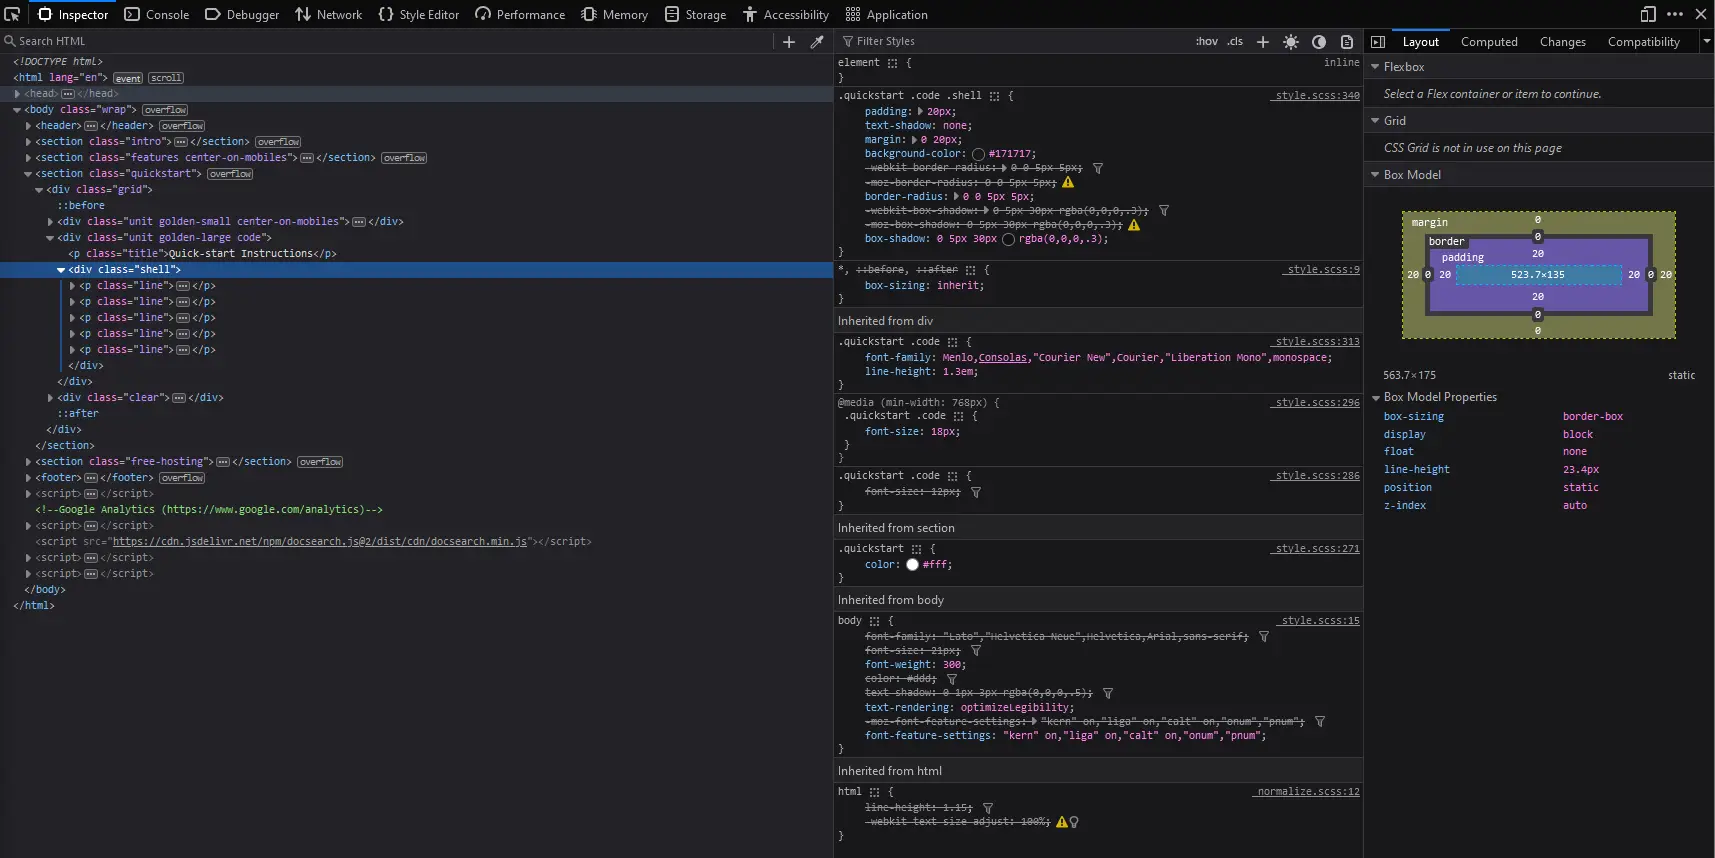 Inspector Console Debugger Network Style Editor Performance Memory Storage Accessibility Application
Search HTML
<!DOCTYPE html>
<html lang="en"> event scroll
<head> ··· </head>
<body class="wrap"> overflow
<header> ··· </header> overflow
<section class="intro"> ··· </section> overflow
<section class="features center-on-mobiles"> ··· </section> overflow
<section class="quickstart"> overflow
<div class="grid">
::before
<div class="unit golden-small center-on-mobiles"> ··· </div>
<div class="unit golden-large code">
<p class="title">Quick-start Instructions</p>
<div class="shell">
<p class="line"> ··· </p>
<p class="line"> ··· </p>
<p class="line"> ··· </p>
<p class="line"> ··· </p>
<p class="line"> ··· </p>
</div>
</div>
<div class="clear"> ··· </div>
::after
</div>
</section>
<section class="free-hosting"> ··· </section> overflow
<footer> ··· </footer> overflow
<script> ··· </script>
<!--Google Analytics (https://www.google.com/analytics)-->
<script> ··· </script>
<script src="https://cdn.jsdelivr.net/npm/docsearch.js@2/dist/cdn/docsearch.min.js"></script>
<script> ··· </script>
<script> ··· </script>
</body>
</html>
Filter Styles :hov .cls
element { inline
}
.quickstart .code .shell { _style.scss:340
padding: 20px;
text-shadow: none;
margin: 0 20px;
background-color: #171717;
-webkit-border-radius: 0 0 5px 5px;
-moz-border-radius: 0 0 5px 5px;
border-radius: 0 0 5px 5px;
-webkit-box-shadow: 0 5px 30px rgba(0,0,0,.3);
-moz-box-shadow: 0 5px 30px rgba(0,0,0,.3);
box-shadow: 0 5px 30px rgba(0,0,0,.3);
}
*, ::before, ::after { _style.scss:9
box-sizing: inherit;
}
Inherited from div
.quickstart .code { _style.scss:313
font-family: Menlo,Consolas,"Courier New",Courier,"Liberation Mono",monospace;
line-height: 1.3em;
}
@media (min-width: 768px) { _style.scss:296
.quickstart .code {
font-size: 18px;
}
}
.quickstart .code { _style.scss:286
font-size: 12px;
}
Inherited from section
.quickstart { _style.scss:271
color: #fff;
}
Inherited from body
body { _style.scss:15
font-family: "Lato","Helvetica Neue",Helvetica,Arial,sans-serif;
font-size: 21px;
font-weight: 300;
color: #ddd;
text-shadow: 0 1px 3px rgba(0,0,0,.5);
text-rendering: optimizeLegibility;
-moz-font-feature-settings: "kern" on,"liga" on,"calt" on,"onum","pnum";
font-feature-settings: "kern" on,"liga" on,"calt" on,"onum","pnum";
}
Inherited from html
html { _normalize.scss:12
line-height: 1.15;
-webkit-text-size-adjust: 100%;
}
Layout Computed Changes Compatibility
Flexbox
Select a Flex container or item to continue.
Grid
CSS Grid is not in use on this page
Box Model
margin 0
border 0
padding 20
20 0 20 523.7×135 20 0 20
20
0
0
563.7×175 static
Box Model Properties
box-sizing border-box
display block
float none
line-height 23.4px
position static
z-index auto